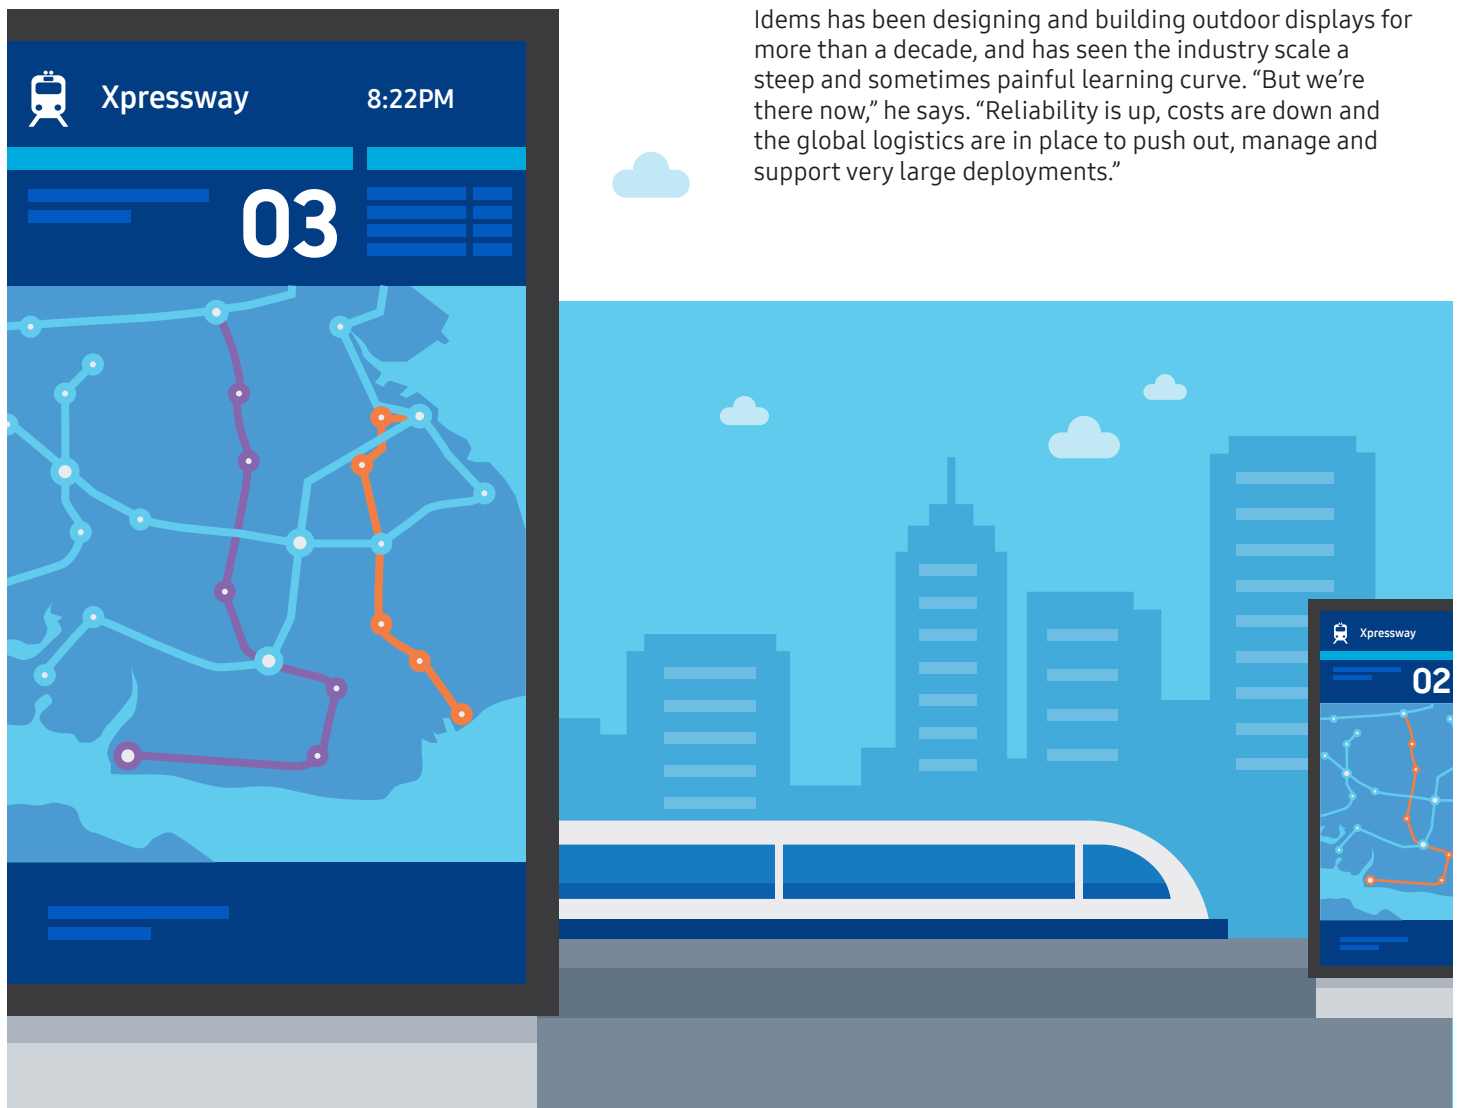 Idems has been designing and building outdoor displays for
more than a decade, and has seen the industry scale a
steep and sometimes painful learning curve. “But we’re
there now,” he says. “Reliability is up, costs are down and
the global logistics are in place to push out, manage and
support very large deployments.”
Xpressway 8:22PM
03
Xpressway
02